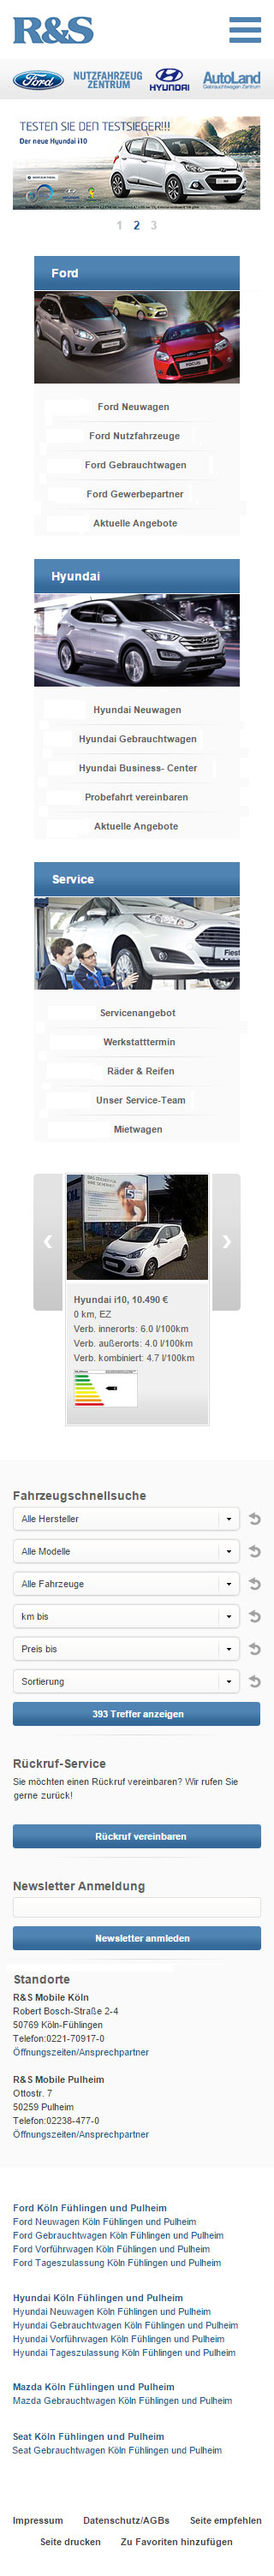 R&S
Ford NUTZFAHRZEUG
ZENTRUM HYUNDAI AutoLand
Gebrauchtwagen Zentrum
TESTEN SIE DEN TESTSIEGER!!!
Der neue Hyundai i10
1 2 3
Ford
FOCUS
Ford Neuwagen
Ford Nutzfahrzeuge
Ford Gebrauchtwagen
Ford Gewerbepartner
Aktuelle Angebote
Hyundai
Hyundai Neuwagen
Hyundai Gebrauchtwagen
Hyundai Business- Center
Probefahrt vereinbaren
Aktuelle Angebote
Service
Fiest
Servicenangebot
Werkstatttermin
Räder & Reifen
Unser Service-Team
Mietwagen
Hyundai i10, 10.490 €
0 km, EZ
Verb. innerorts: 6.0 l/100km
Verb. außerorts: 4.0 l/100km
Verb. kombiniert: 4.7 l/100km
Fahrzeugschnellsuche
Alle Hersteller
Alle Modelle
Alle Fahrzeuge
km bis
Preis bis
Sortierung
393 Treffer anzeigen
Rückruf-Service
Sie möchten einen Rückruf vereinbaren? Wir rufen Sie
gerne zurück!
Rückruf vereinbaren
Newsletter Anmeldung
Newsletter anmleden
Standorte
R&S Mobile Köln
Robert Bosch-Straße 2-4
50769 Köln-Fühlingen
Telefon:0221-70917-0
Öffnungszeiten/Ansprechpartner
R&S Mobile Pulheim
Ottostr. 7
50259 Pulheim
Telefon:02238-477-0
Öffnungszeiten/Ansprechpartner
Ford Köln Fühlingen und Pulheim
Ford Neuwagen Köln Fühlingen und Pulheim
Ford Gebrauchtwagen Köln Fühlingen und Pulheim
Ford Vorführwagen Köln Fühlingen und Pulheim
Ford Tageszulassung Köln Fühlingen und Pulheim
Hyundai Köln Fühlingen und Pulheim
Hyundai Neuwagen Köln Fühlingen und Pulheim
Hyundai Gebrauchtwagen Köln Fühlingen und Pulheim
Hyundai Vorführwagen Köln Fühlingen und Pulheim
Hyundai Tageszulassung Köln Fühlingen und Pulheim
Mazda Köln Fühlingen und Pulheim
Mazda Gebrauchtwagen Köln Fühlingen und Pulheim
Seat Köln Fühlingen und Pulheim
Seat Gebrauchtwagen Köln Fühlingen und Pulheim
Impressum Datenschutz/AGBs Seite empfehlen
Seite drucken Zu Favoriten hinzufügen